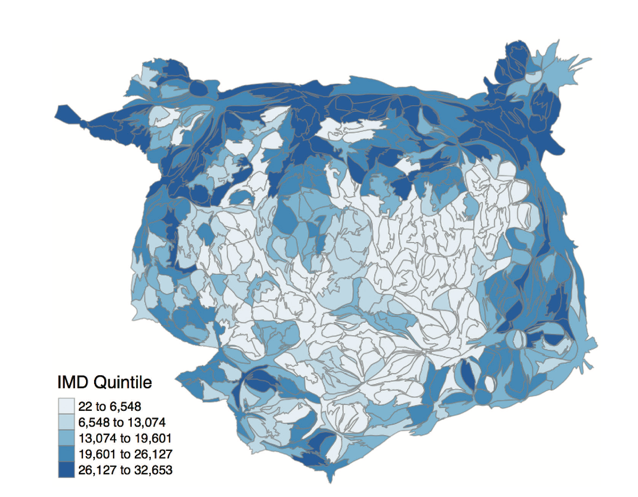 IMD Quintile
22 to 6,548
6,548 to 13,074
13,074 to 19,601
19,601 to 26,127
26,127 to 32,653